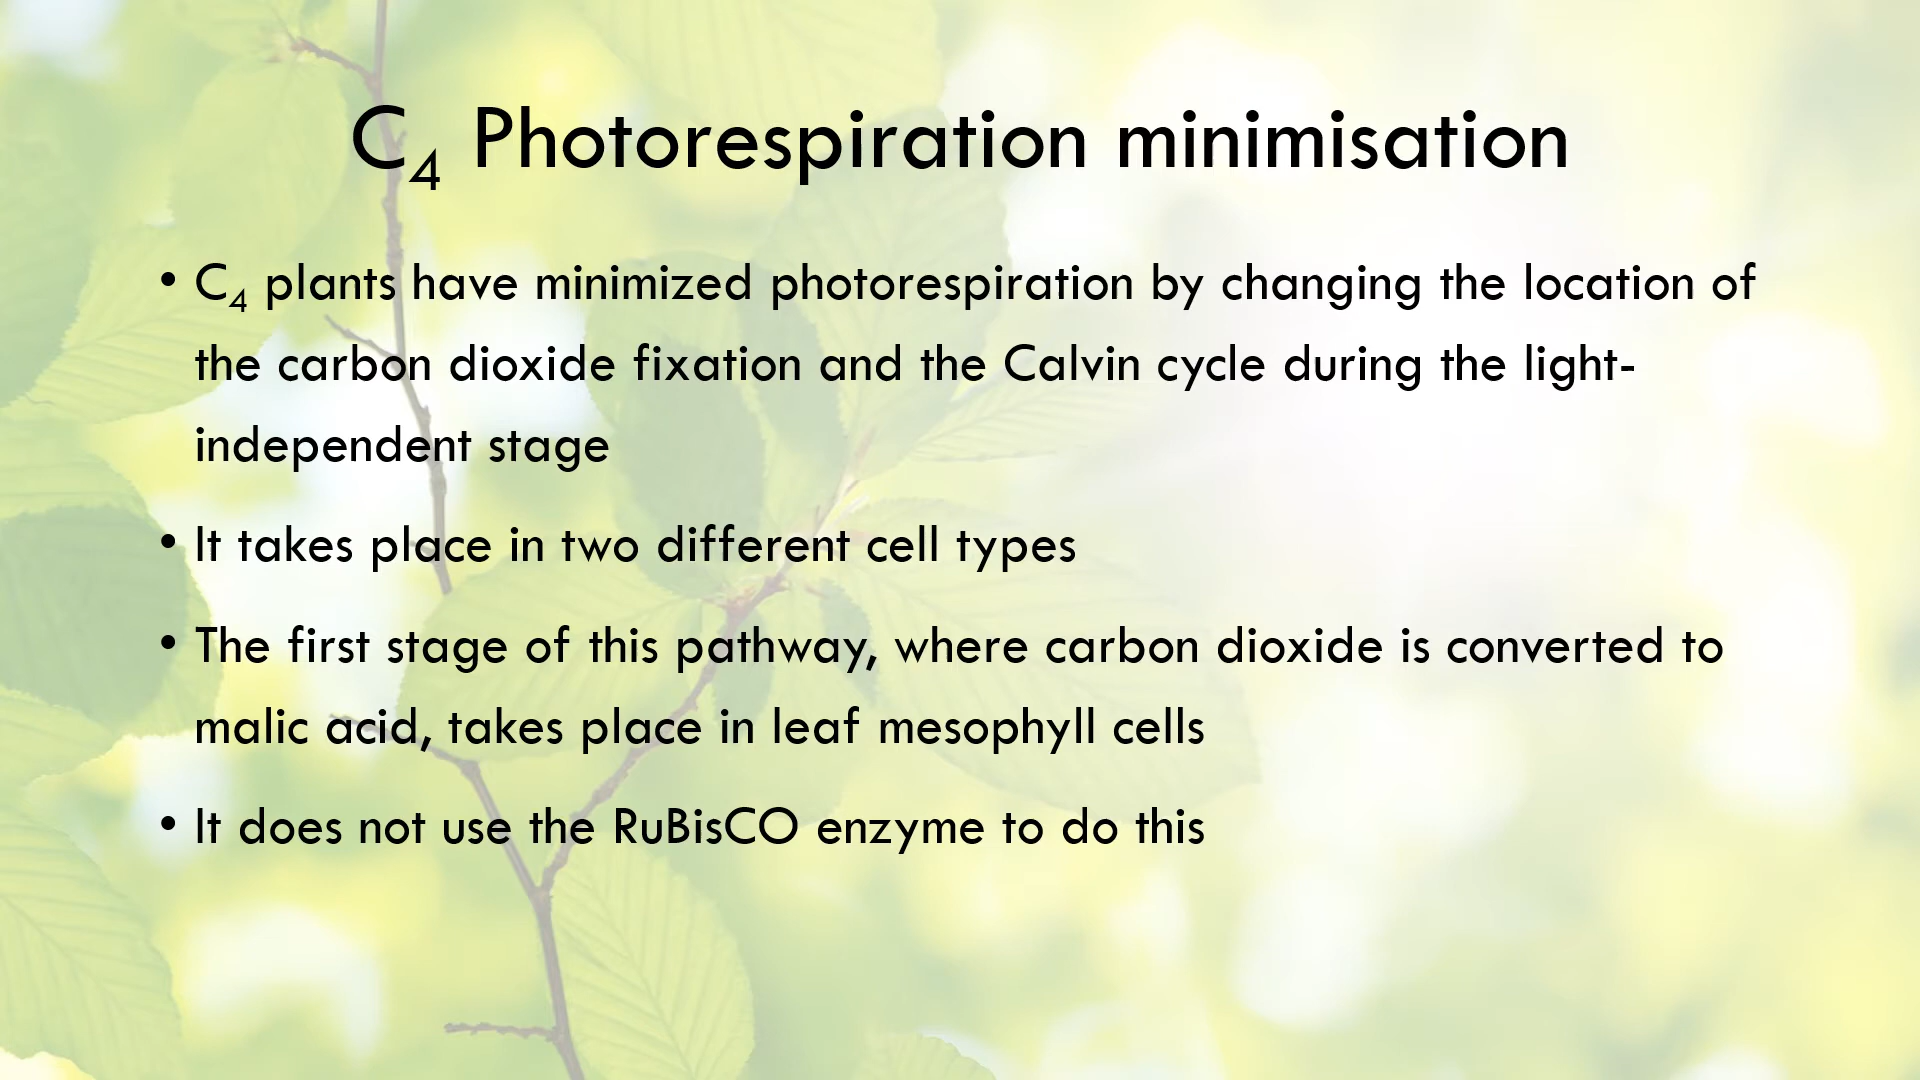 C₄ Photorespiration minimisation
• C₄ plants have minimized photorespiration by changing the location of
the carbon dioxide fixation and the Calvin cycle during the light-
independent stage
• It takes place in two different cell types
• The first stage of this pathway, where carbon dioxide is converted to
malic acid, takes place in leaf mesophyll cells
• It does not use the RuBisCO enzyme to do this